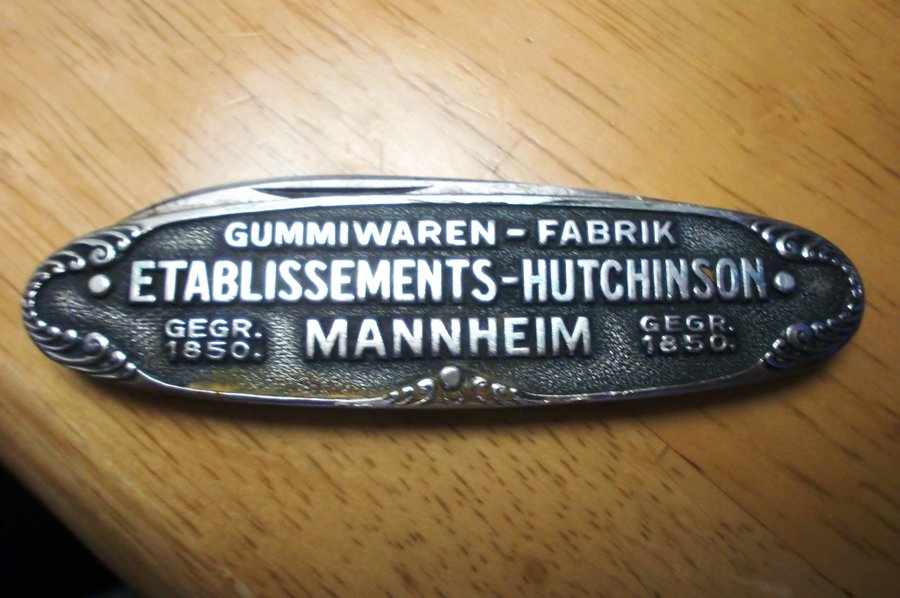 GUMMIWAREN - FABRIK
ETABLISSEMENTS-HUTCHINSON
GEGR. 1850. MANNHEIM GEGR. 1850.